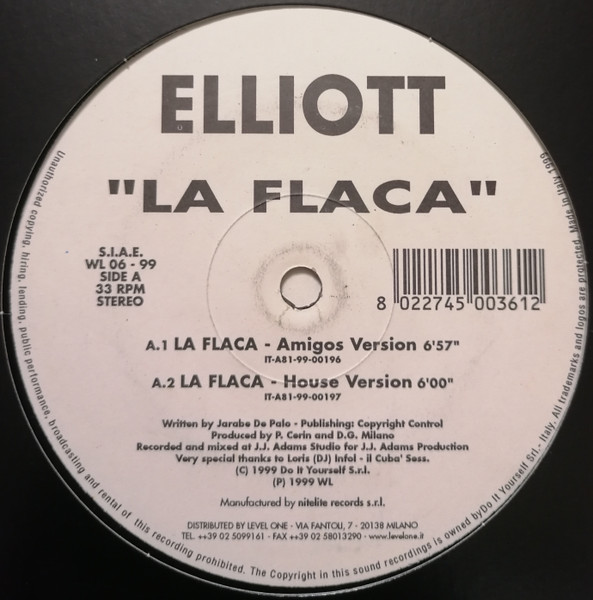 ELLIOTT
"LA FLACA"
S.I.A.E.
WL 06 - 99
SIDE A
33 RPM
STEREO
8 022745 003612
A.1 LA FLACA - Amigos Version 6'57"
IT-A81-99-00196
A.2 LA FLACA - House Version 6'00"
IT-A81-99-00197
Written by Jarabe De Palo - Publishing: Copyright Control
Produced by P. Cerin and D.G. Milano
Recorded and mixed at J.J. Adams Studio for J.J. Adams Production
Very special thanks to Loris (DJ) Infol - il Cuba' Sess.
(C) 1999 Do It Yourself S.r.l.
(P) 1999 WL
Manufactured by nitelite records s.r.l.
DISTRIBUTED BY LEVEL ONE - VIA FANTOLI, 7 - 20138 MILANO
TEL. ++39 02 5099161 - FAX ++39 02 58013290 - www.levelone.it
Unauthorized copying, hiring, lending, public performance, broadcasting and rental of this recording prohibited. The Copyright in this sound recordings is owned byDo It Yourself Srl.- Italy. All trademarks and logos are protected. Made in Italy 1999